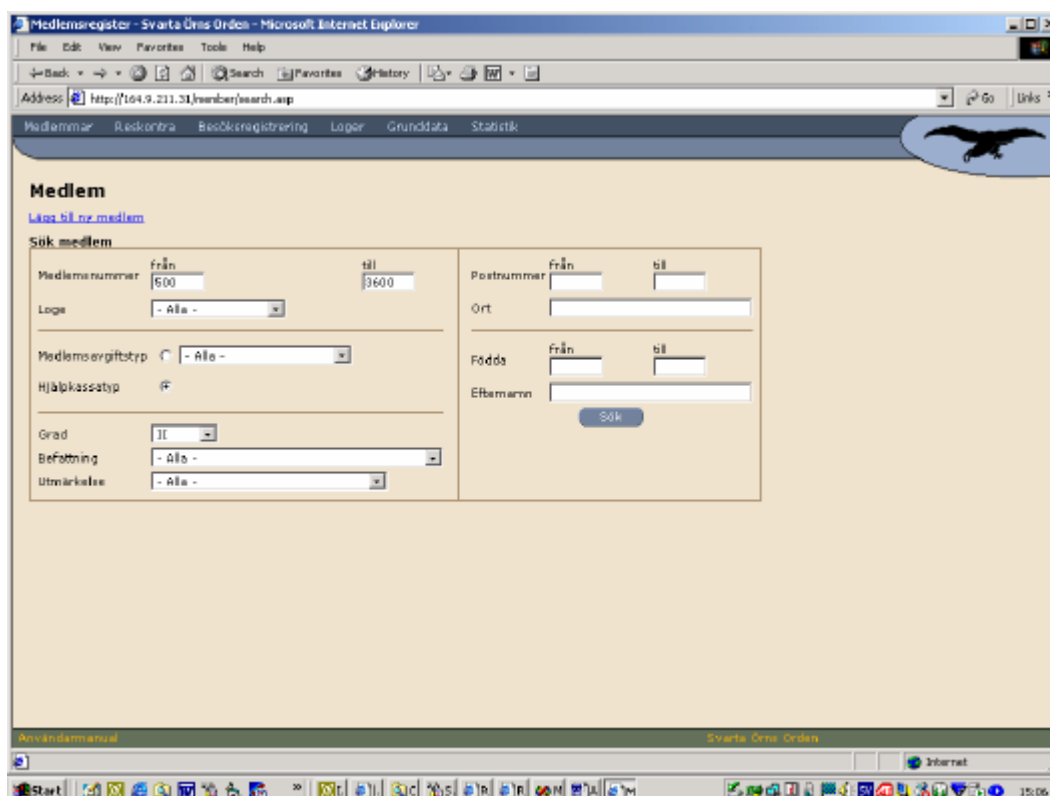 Medlemsregister - Svarta Örns Orden - Microsoft Internet Explorer
File Edit View Favorites Tools Help
Back Search Favorites History
Address http://164.9.211.31/member/search.asp Go Links
Medlemmar Reskontra Besöksregistrering Loger Grunddata Statistik
Medlem
Lägg till ny medlem
Sök medlem
från till
Medlemsnummer 500 3600
Loge - Alla -
Medlemsavgiftstyp - Alla -
Hjälpkassatyp
Grad II
Befattning - Alla -
Utmärkelse - Alla -
från till
Postnummer
Ort
från till
Födda
Efternamn
Sök
Användarmanual Svarta Örns Orden
Internet
Start 15:06